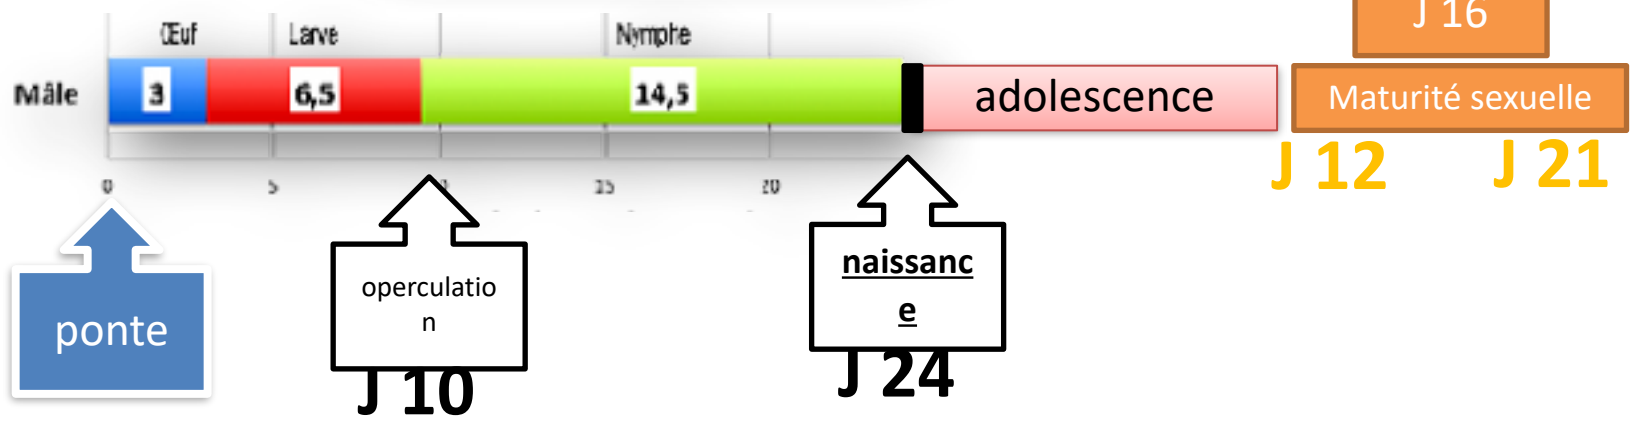 J 16
Œuf Larve Nymphe
Mâle 3 6,5 14,5 adolescence Maturité sexuelle
J 12 J 21
0 5 15 20
ponte
operculatio
n
J 10
naissanc
e
J 24